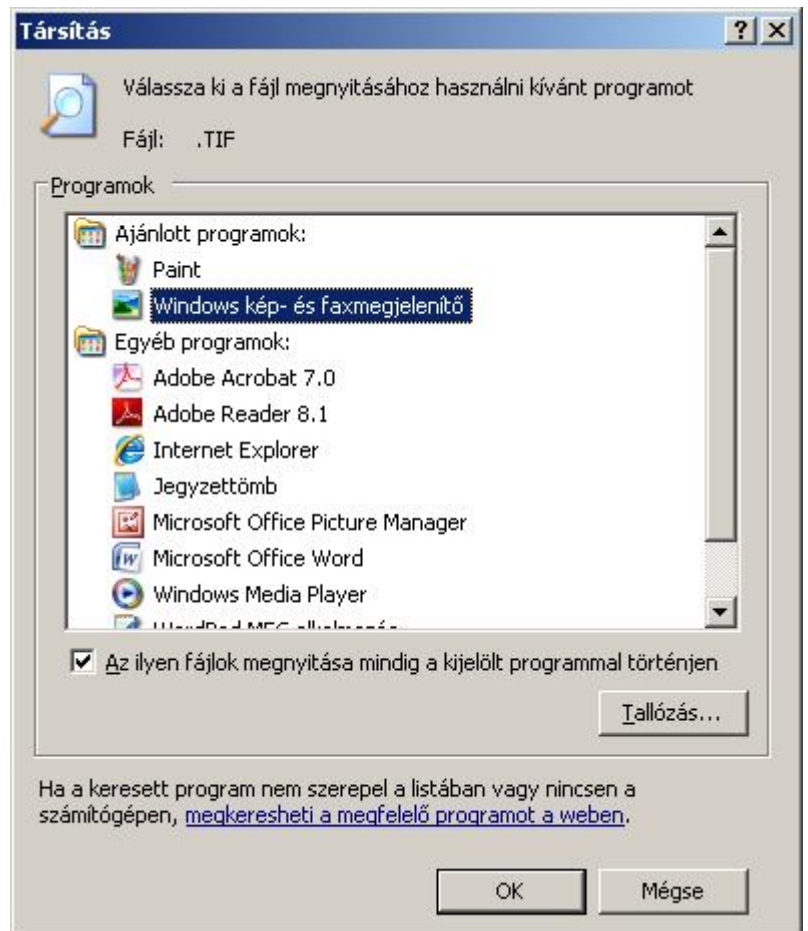 Társítás
Válassza ki a fájl megnyitásához használni kívánt programot
Fájl: .TIF
Programok
Ajánlott programok:
Paint
Windows kép- és faxmegjelenítő
Egyéb programok:
Adobe Acrobat 7.0
Adobe Reader 8.1
Internet Explorer
Jegyzettömb
Microsoft Office Picture Manager
Microsoft Office Word
Windows Media Player
WordPad MFC
Az ilyen fájlok megnyitása mindig a kijelölt programmal történjen
Tallózás...
Ha a keresett program nem szerepel a listában vagy nincsen a
számítógépen, megkeresheti a megfelelő programot a weben.
OK Mégse